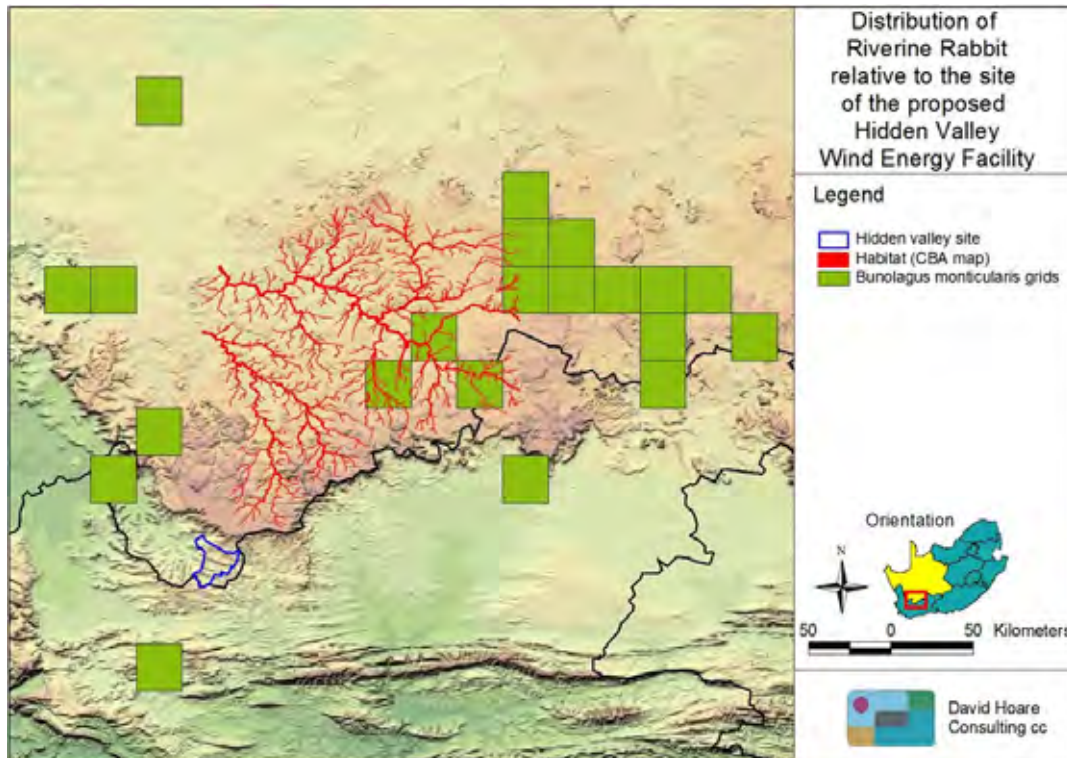 Distribution of
Riverine Rabbit
relative to the site
of the proposed
Hidden Valley
Wind Energy Facility
Legend
Hidden valley site
Habitat (CBA map)
Bunolagus monticularis grids
Orientation
N
50 0 50 Kilometers
David Hoare
Consulting cc